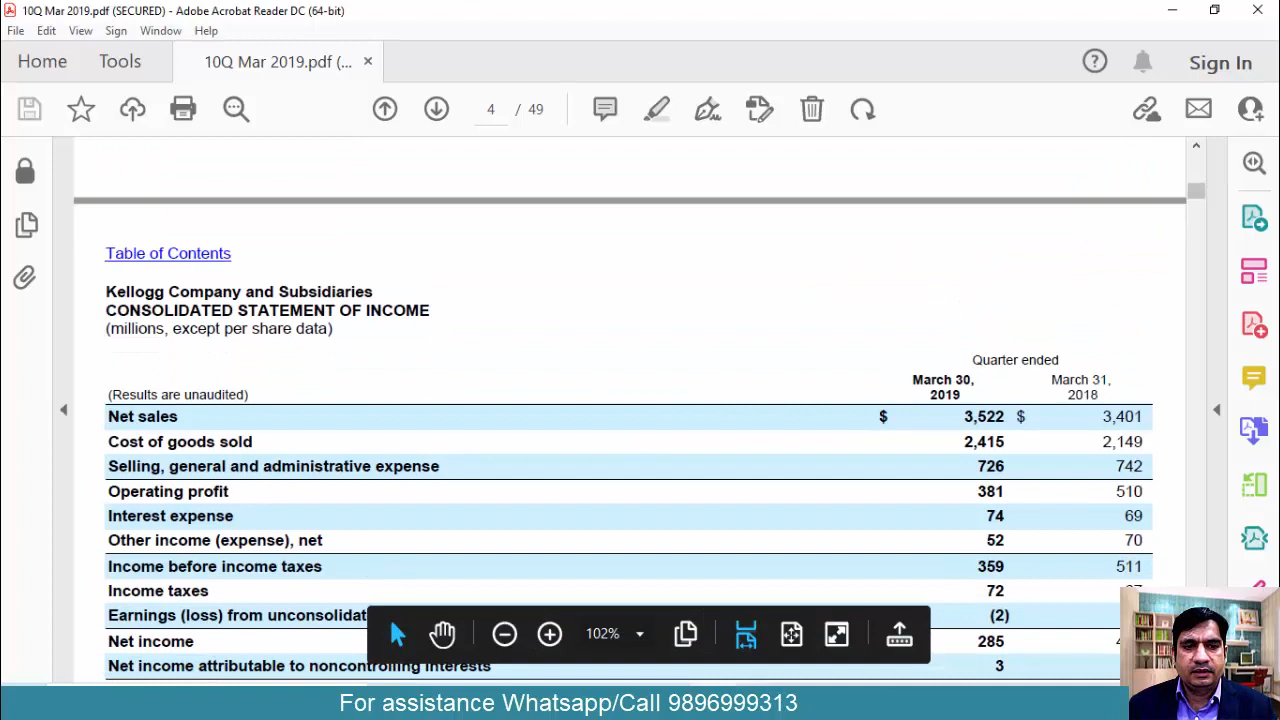 10Q Mar 2019.pdf (SECURED) - Adobe Acrobat Reader DC (64-bit)
File Edit View Sign Window Help
Home Tools 10Q Mar 2019.pdf (... × Sign In
4 / 49
Table of Contents
Kellogg Company and Subsidiaries
CONSOLIDATED STATEMENT OF INCOME
(millions, except per share data)
Quarter ended
March 30, March 31,
(Results are unaudited) 2019 2018
Net sales $ 3,522 $ 3,401
Cost of goods sold 2,415 2,149
Selling, general and administrative expense 726 742
Operating profit 381 510
Interest expense 74 69
Other income (expense), net 52 70
Income before income taxes 359 511
Income taxes 72
Earnings (loss) from (2)
102%
Net income 285
Net income attributable to noncontrolling interests 3
For assistance Whatsapp/Call 9896999313